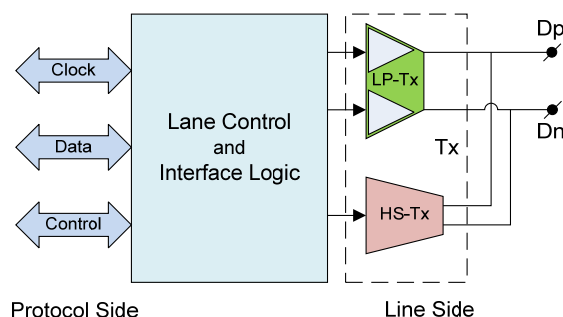 Clock
Data
Control
Lane Control
and
Interface Logic
LP-Tx
Tx
HS-Tx
Dp
Dn
Protocol Side
Line Side